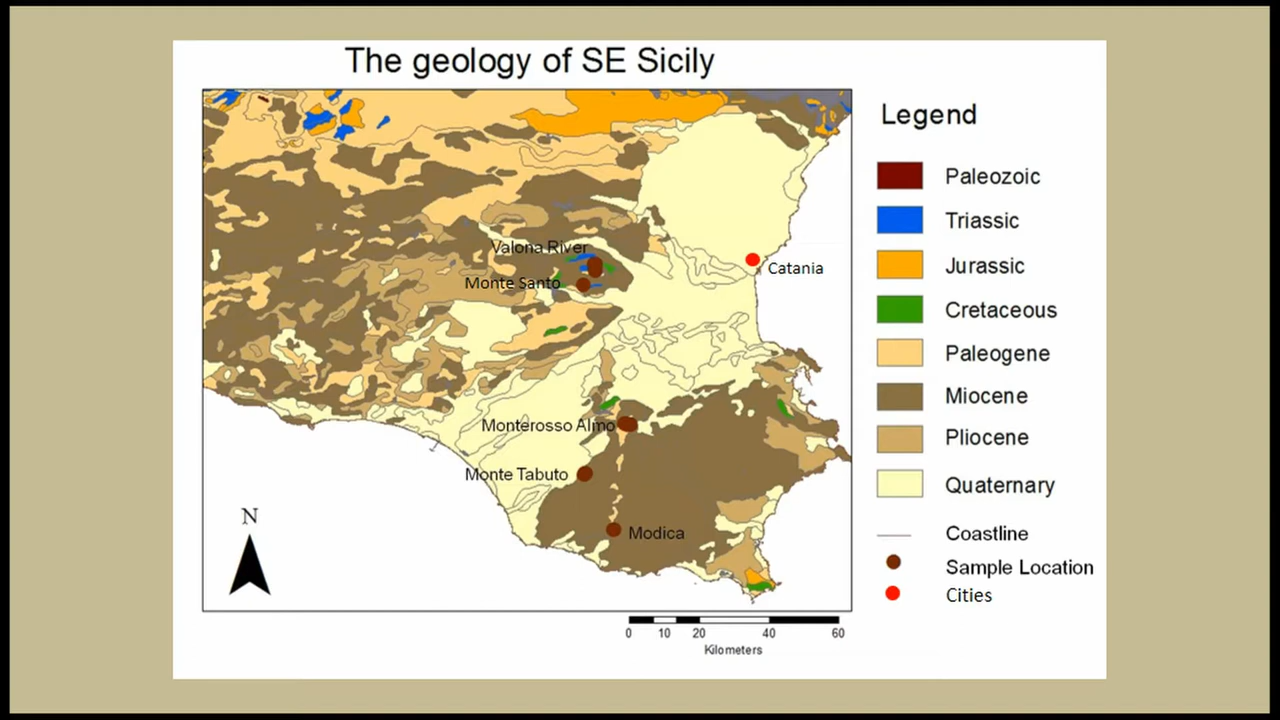 The geology of SE Sicily
Legend
Paleozoic
Triassic
Jurassic
Cretaceous
Paleogene
Miocene
Pliocene
Quaternary
Coastline
Sample Location
Cities
Valona River
Catania
Monte Santo
Monterosso Almo
Monte Tabuto
Modica
N
0 10 20 40 60
Kilometers